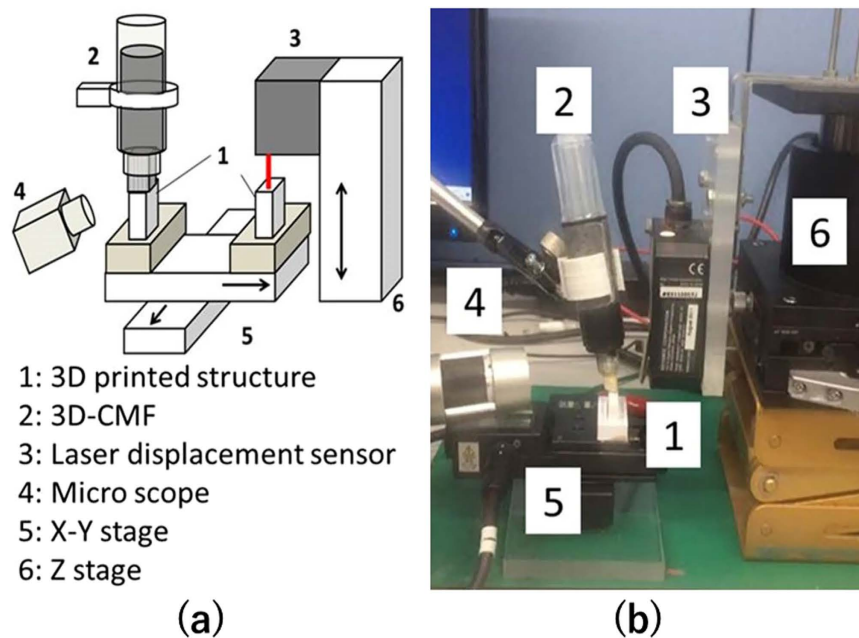 2
3
1
4
5
6
1: 3D printed structure
2: 3D-CMF
3: Laser displacement sensor
4: Micro scope
5: X-Y stage
6: Z stage
(a)
2
3
6
4
CE
1
5
(b)